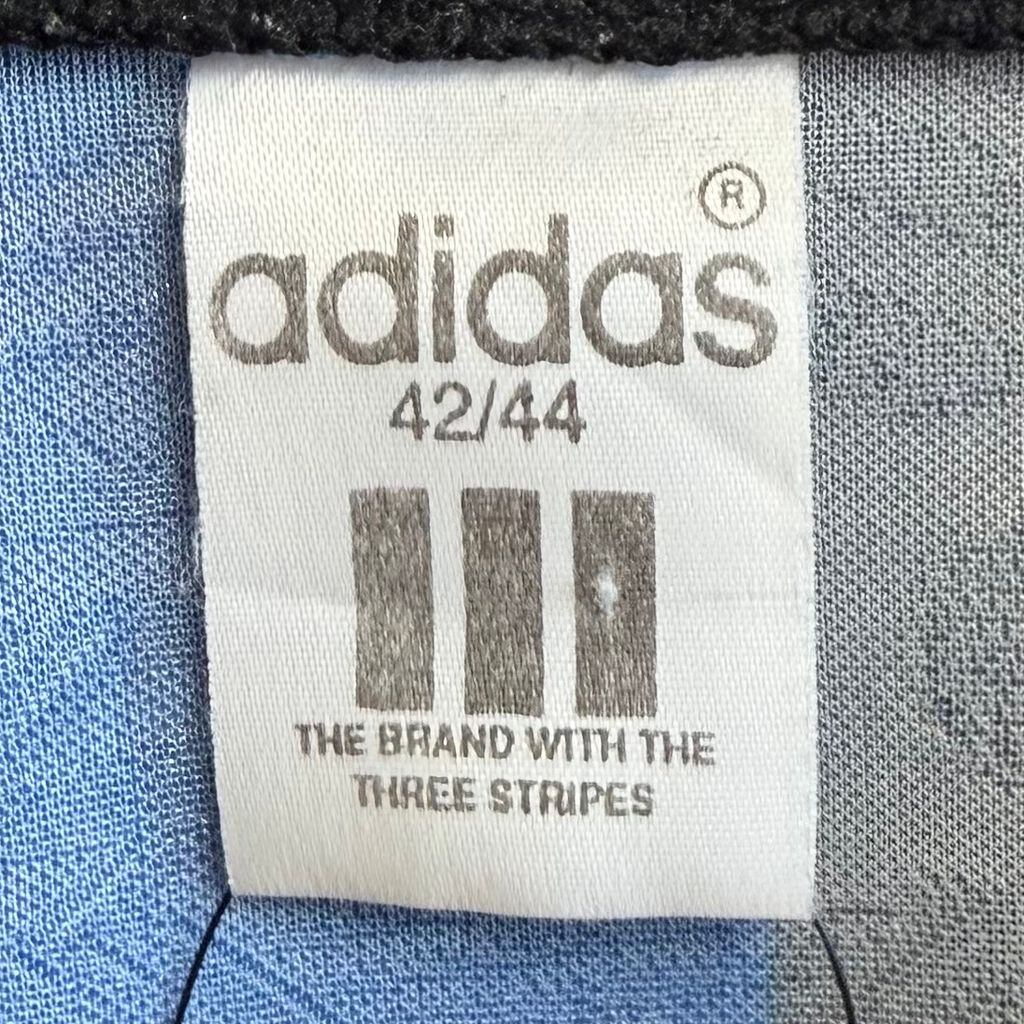 adidas®
42/44
THE BRAND WITH THE
THREE STRIPES